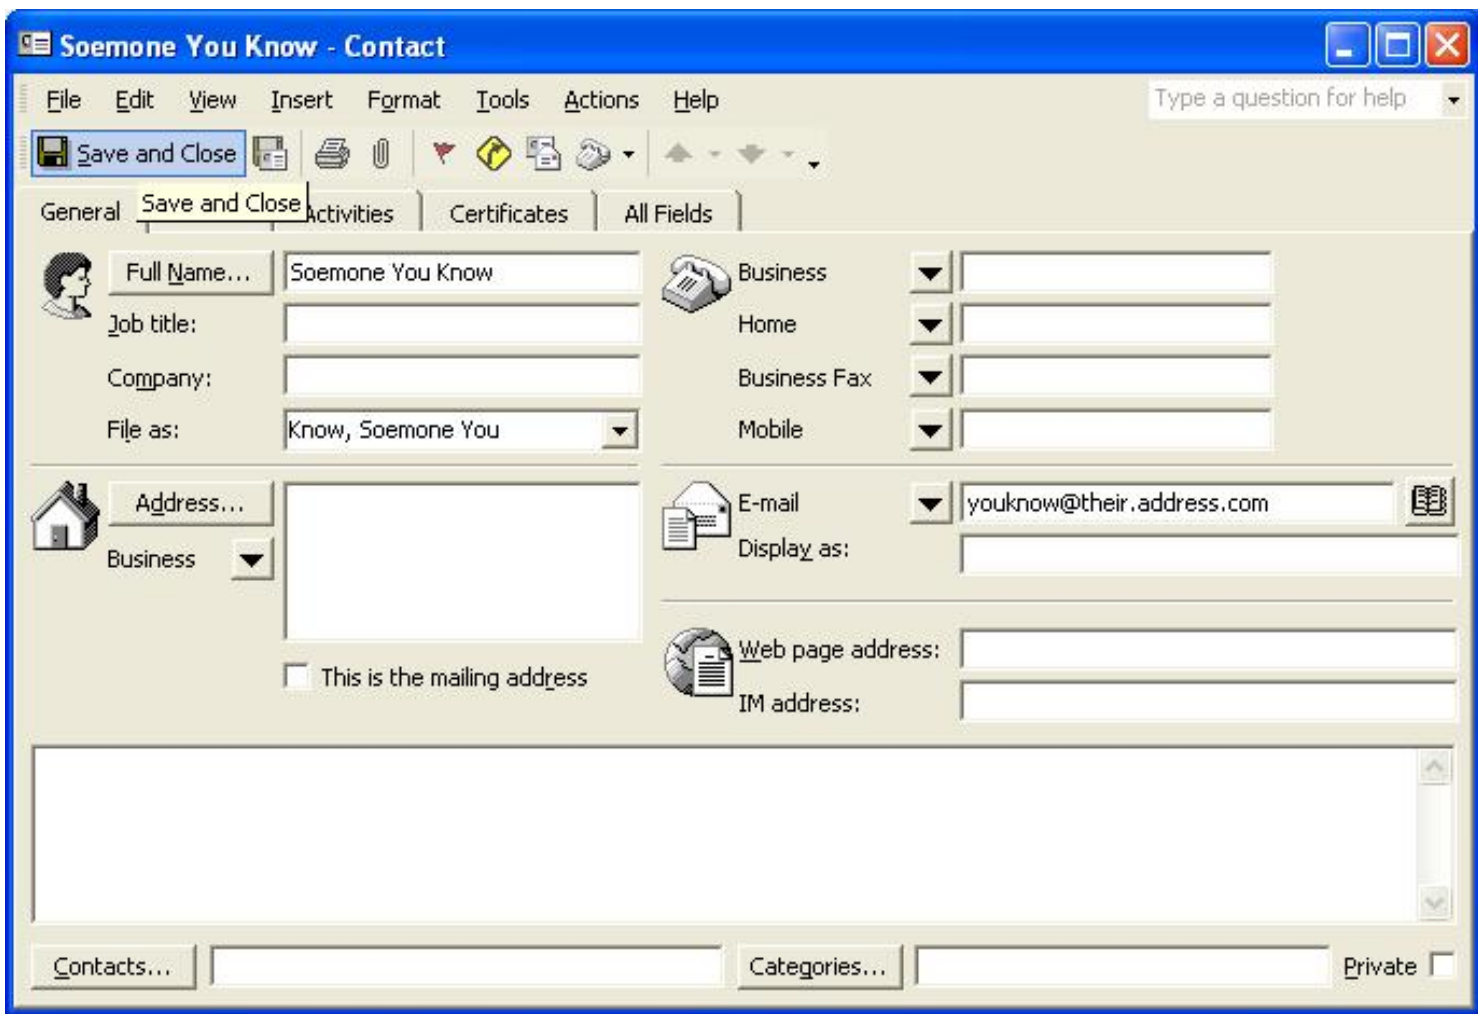 Soemone You Know - Contact
File Edit View Insert Format Tools Actions Help Type a question for help
Save and Close
General Save and Close Activities Certificates All Fields
Full Name... Soemone You Know Business
Job title: Home
Company: Business Fax
File as: Know, Soemone You Mobile
Address... E-mail youknow@their.address.com
Business Display as:
Web page address:
This is the mailing address
IM address:
Contacts... Categories... Private